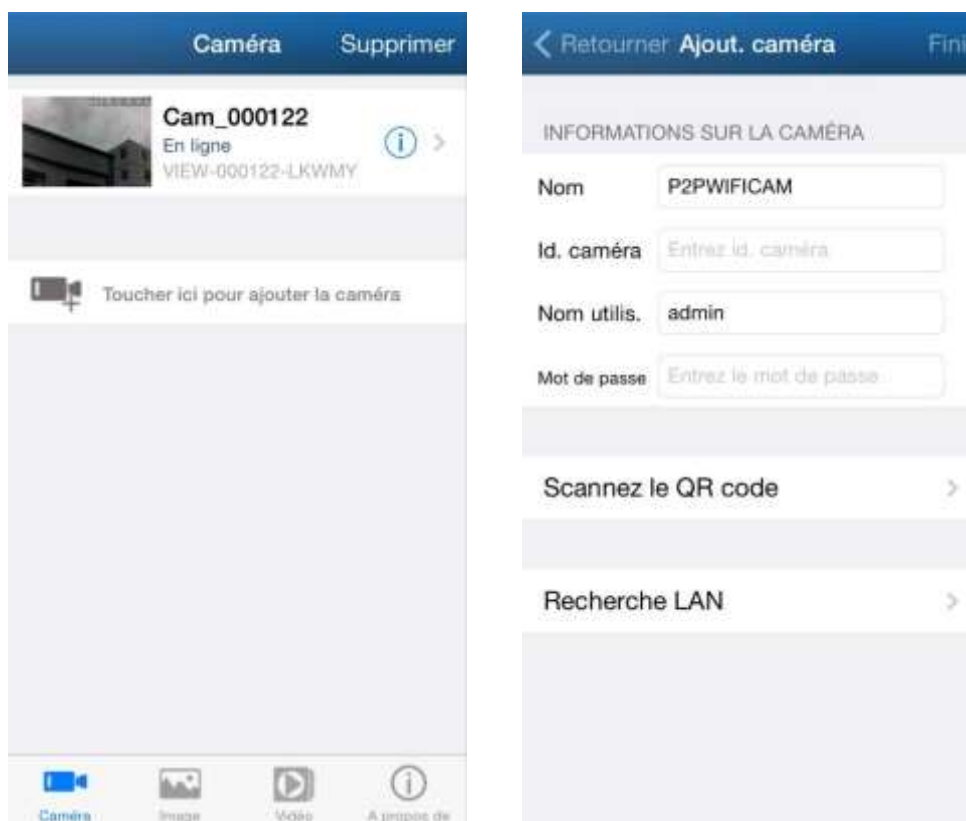 Caméra Supprimer
Cam_000122
En ligne
VIEW-000122-LKWMY
Toucher ici pour ajouter la caméra
Caméra Image Vidéo A propos de
Retourner Ajout. caméra Fini
INFORMATIONS SUR LA CAMÉRA
Nom P2PWIFICAM
Id. caméra Entrez id. caméra
Nom utilis. admin
Mot de passe Entrez le mot de passe
Scannez le QR code
Recherche LAN